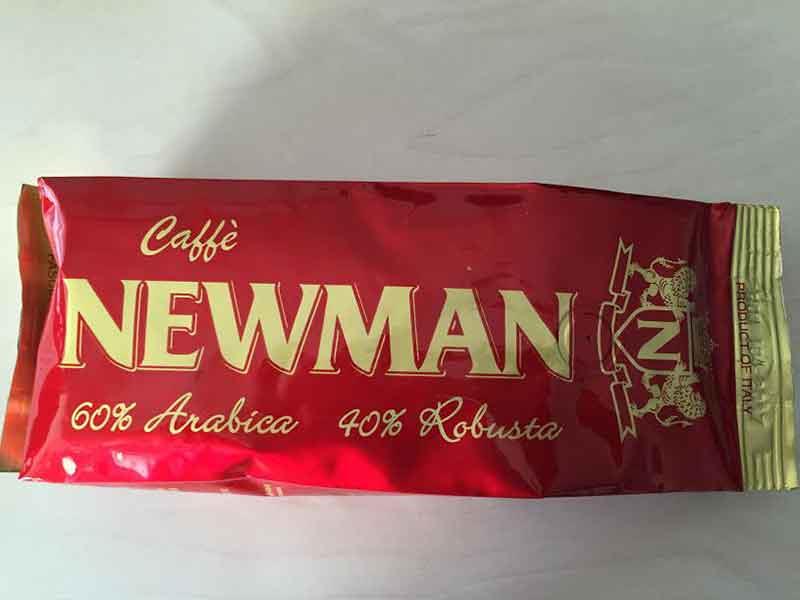 Caffè
NEWMAN
60% Arabica 40% Robusta
N
PRODUCT OF ITALY